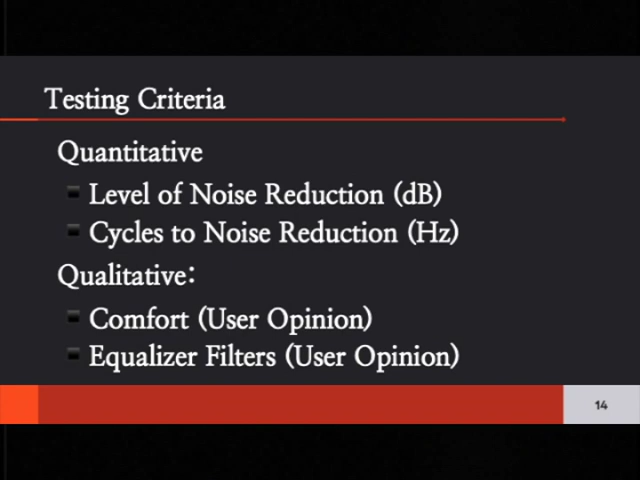 Testing Criteria
Quantitative
Level of Noise Reduction (dB)
Cycles to Noise Reduction (Hz)
Qualitative:
Comfort (User Opinion)
Equalizer Filters (User Opinion)
14